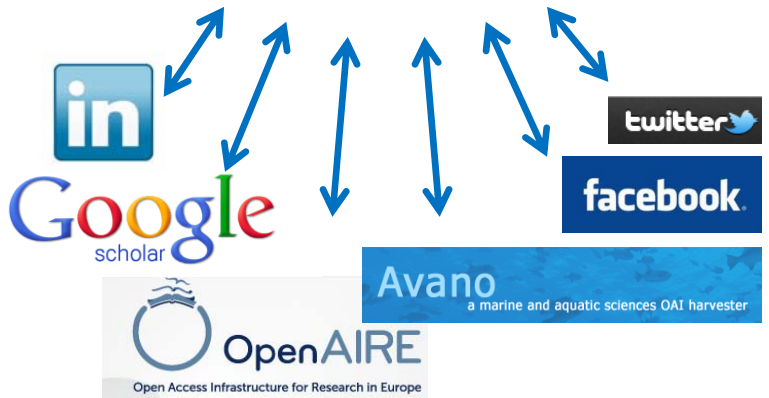 in
twitter
Google
scholar
facebook.
Avano
a marine and aquatic sciences OAI harvester
OpenAIRE
Open Access Infrastructure for Research in Europe